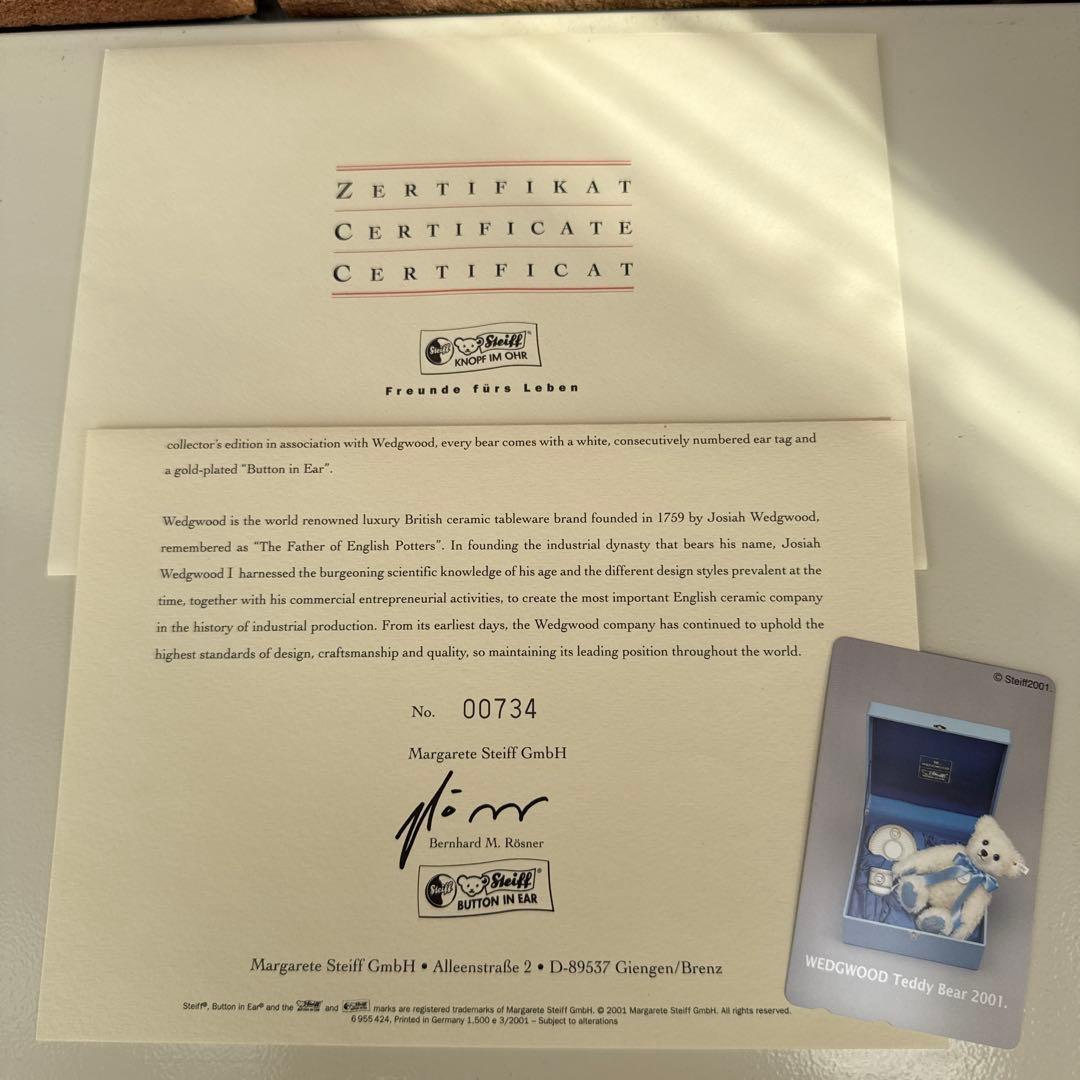 ZERTIFIKAT
CERTIFICATE
CERTIFICAT
Steiff Steiff
KNOPF IM OHR
Freunde fürs Leben
collector's edition in association with Wedgwood, every bear comes with a white, consecutively numbered ear tag and
a gold-plated "Button in Ear".
Wedgwood is the world renowned luxury British ceramic tableware brand founded in 1759 by Josiah Wedgwood,
remembered as "The Father of English Potters". In founding the industrial dynasty that bears his name, Josiah
Wedgwood I harnessed the burgeoning scientific knowledge of his age and the different design styles prevalent at the
time, together with his commercial entrepreneurial activities, to create the most important English ceramic company
in the history of industrial production. From its earliest days, the Wedgwood company has continued to uphold the
highest standards of design, craftsmanship and quality, so maintaining its leading position throughout the world.
No. 00734
Margarete Steiff GmbH
Bernhard M. Rösner
Steiff Steiff®
BUTTON IN EAR
Margarete Steiff GmbH • Alleenstraße 2 • D-89537 Giengen/Brenz
Steiff®, Button in Ear® and the Steiff and marks are registered trademarks of Margarete Steiff GmbH. © 2001 Margarete Steiff GmbH. All rights reserved.
6 955 424, Printed in Germany 1,500 e 3/2001 – Subject to alterations
© Steiff2001.
Steiff
WEDGWOOD Teddy Bear 2001.